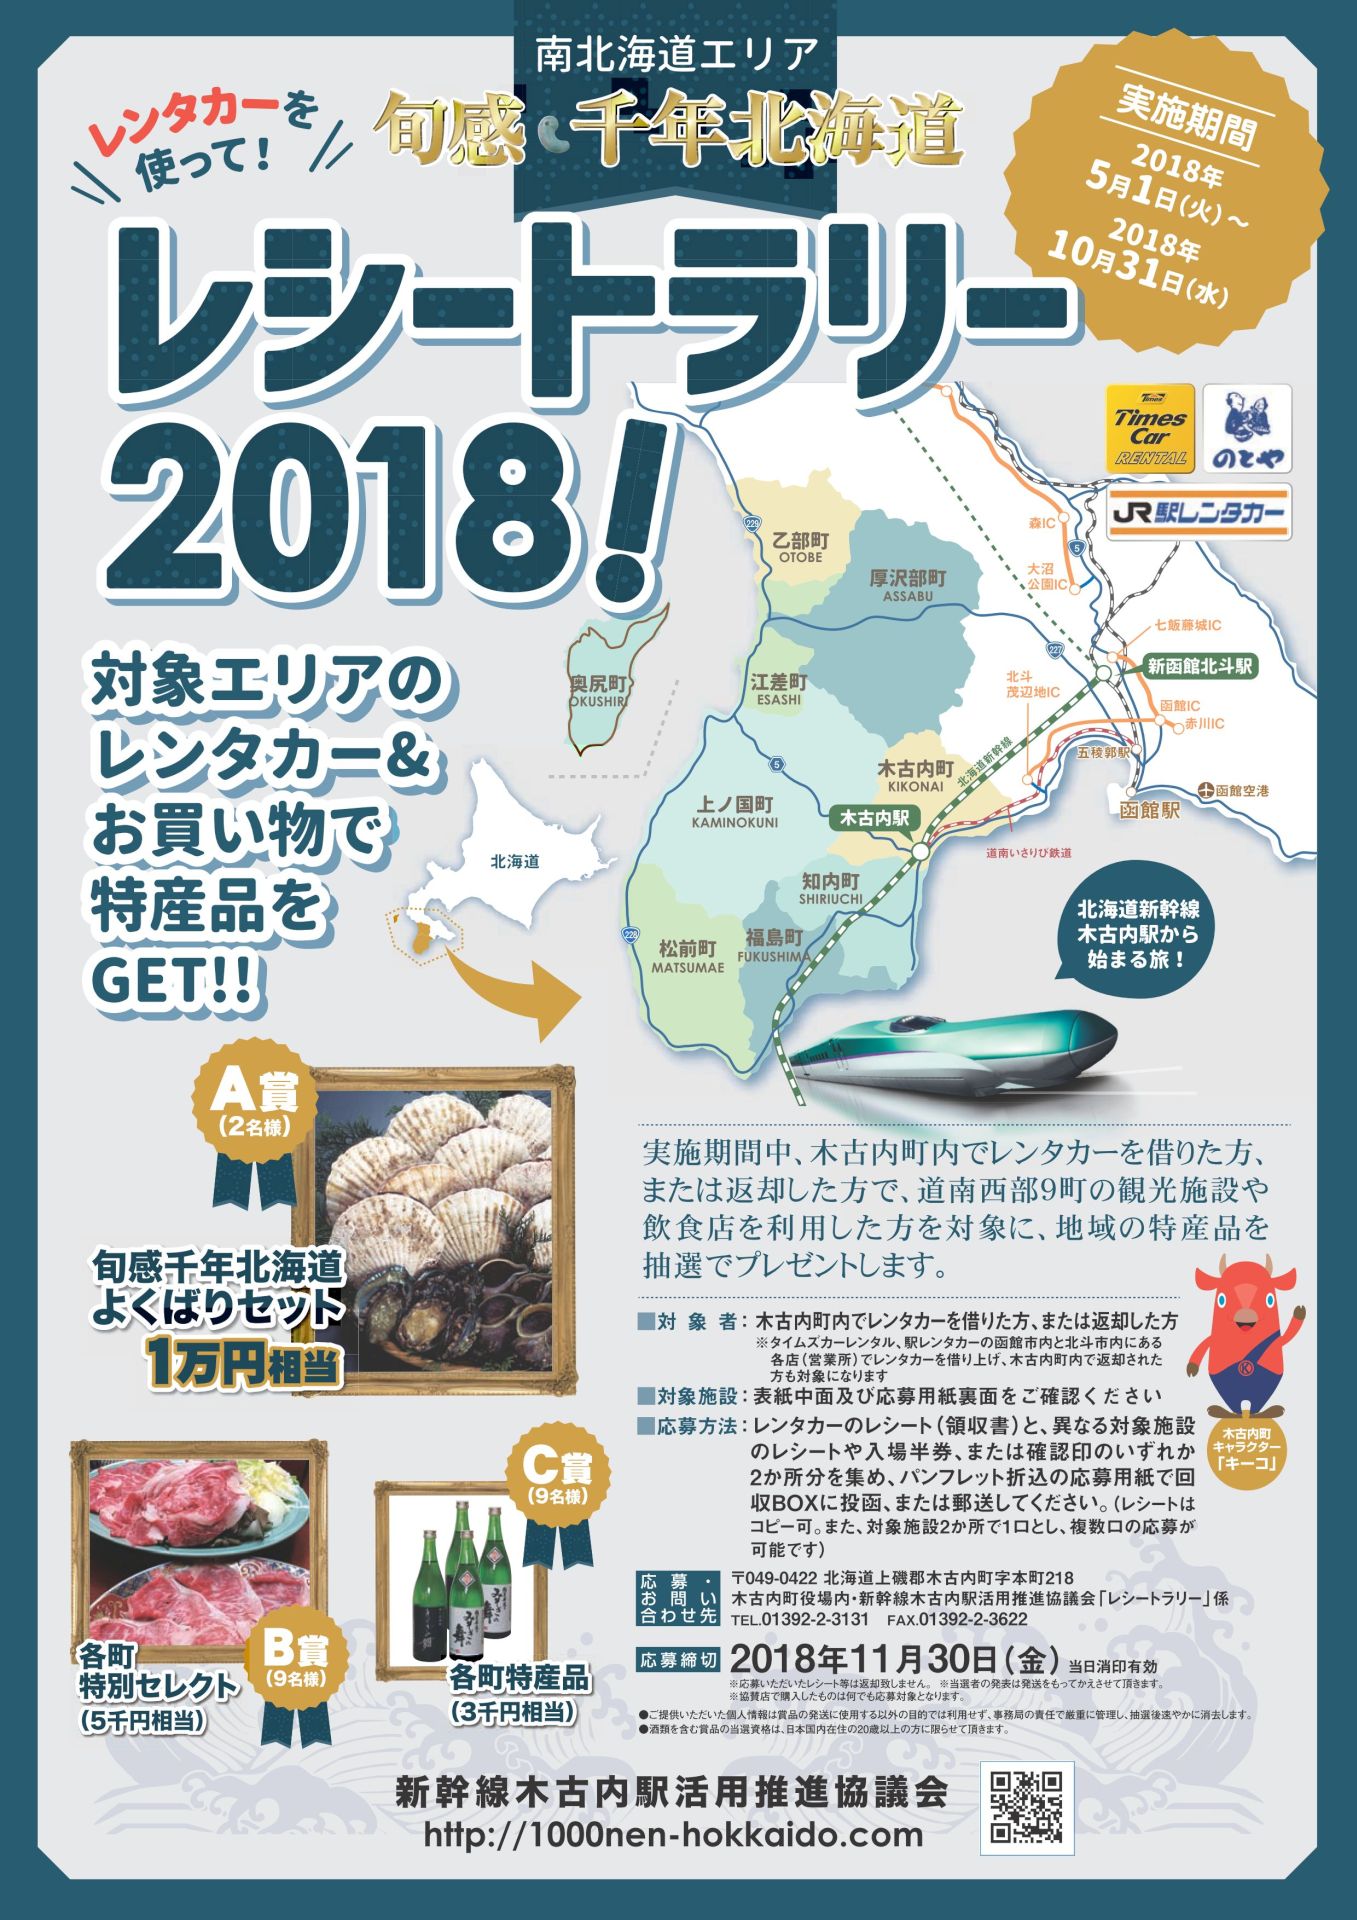 南北海道エリア
旬感・千年北海道
レンタカーを
使って！
レシートラリー
2018！
実施期間
2018年
5月1日(火)～
2018年
10月31日(水)
Times
Times
Car
RENTAL
のとや
JR駅レンタカー
対象エリアの
レンタカー&
お買い物で
特産品を
GET!!
229
乙部町
OTOBE
厚沢部町
ASSABU
森IC
5
大沼
公園IC
七飯藤城IC
227
新函館北斗駅
北斗
茂辺地IC
函館IC
赤川IC
五稜郭駅
函館空港
函館駅
奥尻町
OKUSHIRI
江差町
ESASHI
5
木古内町
KIKONAI
北海道新幹線
上ノ国町
KAMINOKUNI
木古内駅
道南いさりび鉄道
知内町
SHIRIUCHI
228
松前町
MATSUMAE
福島町
FUKUSHIMA
北海道
北海道新幹線
木古内駅から
始まる旅！
A賞
(2名様)
旬感千年北海道
よくばりセット
1万円相当
B賞
(9名様)
各町
特別セレクト
(5千円相当)
C賞
(9名様)
各町特産品
(3千円相当)
実施期間中、木古内町内でレンタカーを借りた方、
または返却した方で、道南西部9町の観光施設や
飲食店を利用した方を対象に、地域の特産品を
抽選でプレゼントします。
■対象者：木古内町内でレンタカーを借りた方、または返却した方
※タイムズカーレンタル、駅レンタカーの函館市内と北斗市内にある
各店（営業所）でレンタカーを借り上げ、木古内町内で返却された
方も対象になります
■対象施設：表紙中面及び応募用紙裏面をご確認ください
■応募方法：レンタカーのレシート（領収書）と、異なる対象施設
のレシートや入場半券、または確認印のいずれか
2か所分を集め、パンフレット折込の応募用紙で回
収BOXに投函、または郵送してください。（レシートは
コピー可。また、対象施設2か所で1口とし、複数口の応募が
可能です）
木古内町
キャラクター
「キーコ」
応募・
お問い
合わせ先
〒049-0422 北海道上磯郡木古内町字本町218
木古内町役場内・新幹線木古内駅活用推進協議会「レシートラリー」係
TEL.01392-2-3131 FAX.01392-2-3622
応募締切 2018年11月30日(金) 当日消印有効
※応募いただいたレシート等は返却致しません。 ※当選者の発表は発送をもってかえさせて頂きます。
※協賛店で購入したものは何でも応募対象となります。
●ご提供いただいた個人情報は賞品の発送に使用する以外の目的では利用せず、事務局の責任で厳重に管理し、抽選後速やかに消去します。
●酒類を含む賞品の当選資格は、日本国内在住の20歳以上の方に限らせて頂きます。
新幹線木古内駅活用推進協議会
http://1000nen-hokkaido.com